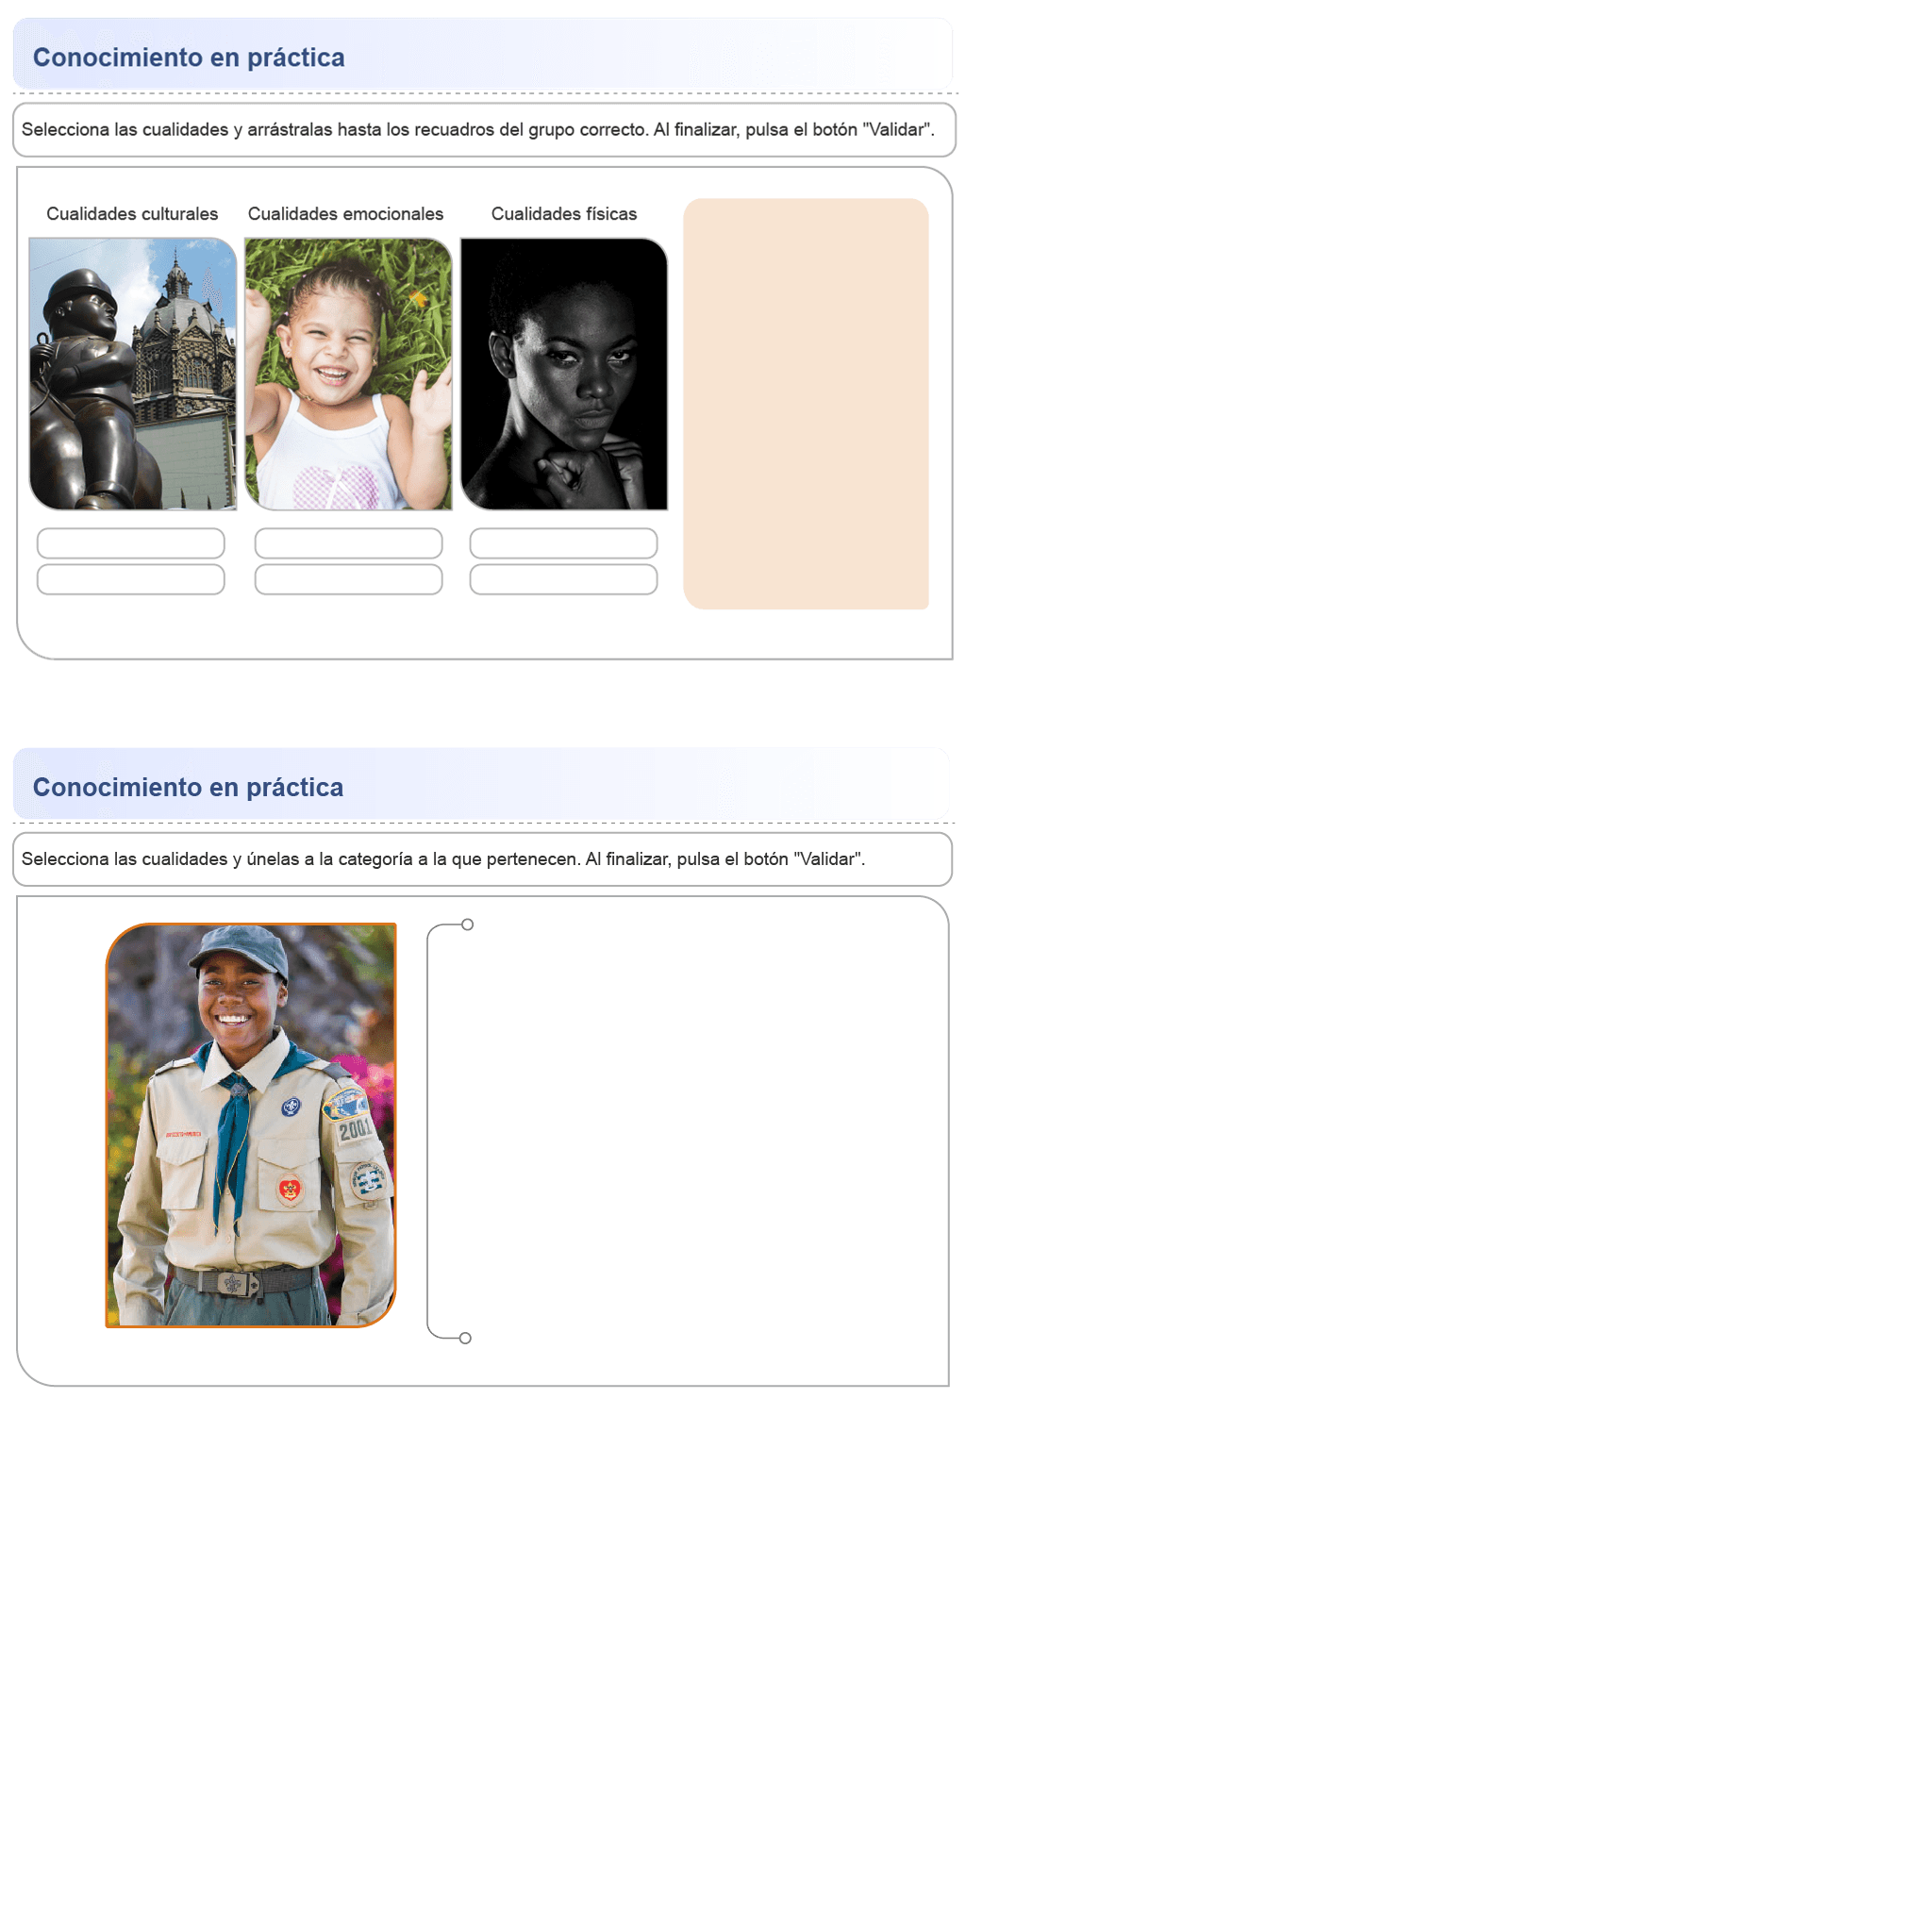 Conocimiento en práctica
Selecciona las cualidades y arrástralas hasta los recuadros del grupo correcto. Al finalizar, pulsa el botón "Validar".
Cualidades culturales
Cualidades emocionales
Cualidades físicas
Conocimiento en práctica
Selecciona las cualidades y únelas a la categoría a la que pertenecen. Al finalizar, pulsa el botón "Validar".
2001